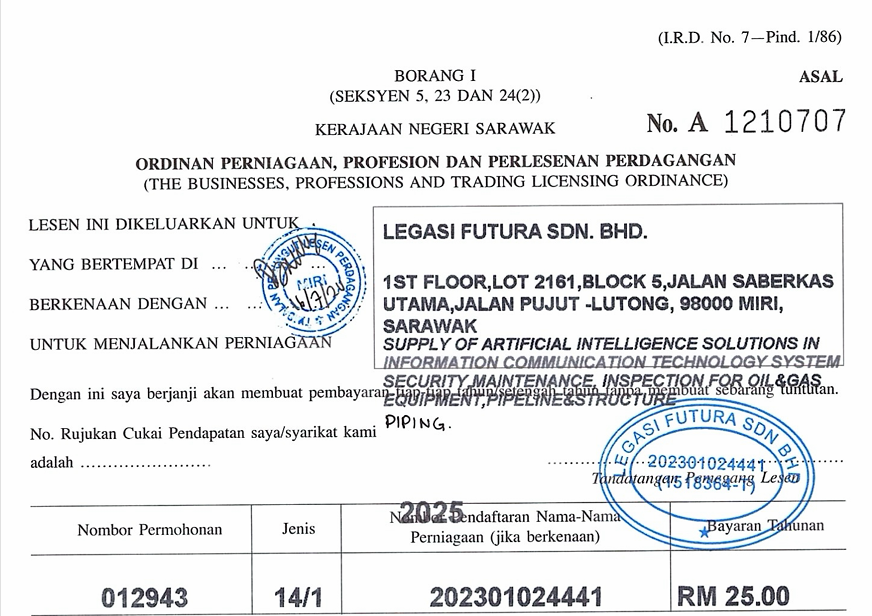 (I.R.D. No. 7—Pind. 1/86)
BORANG I
ASAL
(SEKSYEN 5, 23 DAN 24(2))
KERAJAAN NEGERI SARAWAK
No. A 1210707
ORDINAN PERNIAGAAN, PROFESION DAN PERLESENAN PERDAGANGAN
(THE BUSINESSES, PROFESSIONS AND TRADING LICENSING ORDINANCE)
LESEN INI DIKELUARKAN UNTUK .
LEGASI FUTURA SDN. BHD.
YANG BERTEMPAT DI ... ... ...
1ST FLOOR,LOT 2161,BLOCK 5,JALAN SABERKAS
BERKENAAN DENGAN ... ...
UTAMA,JALAN PUJUT -LUTONG, 98000 MIRI,
SARAWAK
UNTUK MENJALANKAN PERNIAGAAN
SUPPLY OF ARTIFICIAL INTELLIGENCE SOLUTIONS IN
INFORMATION COMMUNICATION TECHNOLOGY SYSTEM
SECURITY,MAINTENANCE, INSPECTION FOR OIL&GAS
EQUIPMENT,PIPELINE&STRUCTURE
PIPING.
MIRI
LESEN PERDAGANGAN
Dengan ini saya berjanji akan membuat pembayaran tiap-tiap tahun/setengah tahun tanpa membuat sebarang tuntutan.
No. Rujukan Cukai Pendapatan saya/syarikat kami
adalah ........................
LEGASI FUTURA SDN BHD
202301024441
(1518364-T)
Tandatangan Pemegang Lesen
2025
Nombor Permohonan
Jenis
Nombor Pendaftaran Nama-Nama
Perniagaan (jika berkenaan)
Bayaran Tahunan
012943
14/1
202301024441
RM 25.00